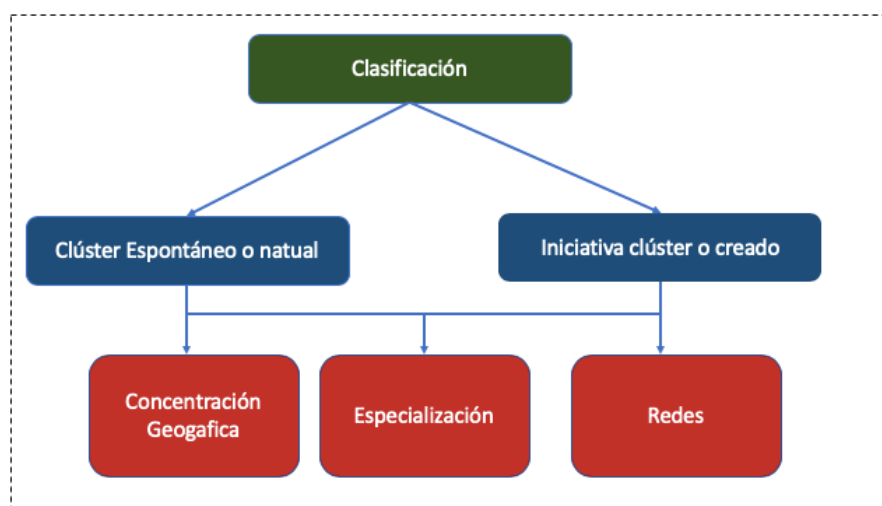 Clasificación
Clúster Espontáneo o natual
Iniciativa clúster o creado
Concentración
Geogafica
Especialización
Redes